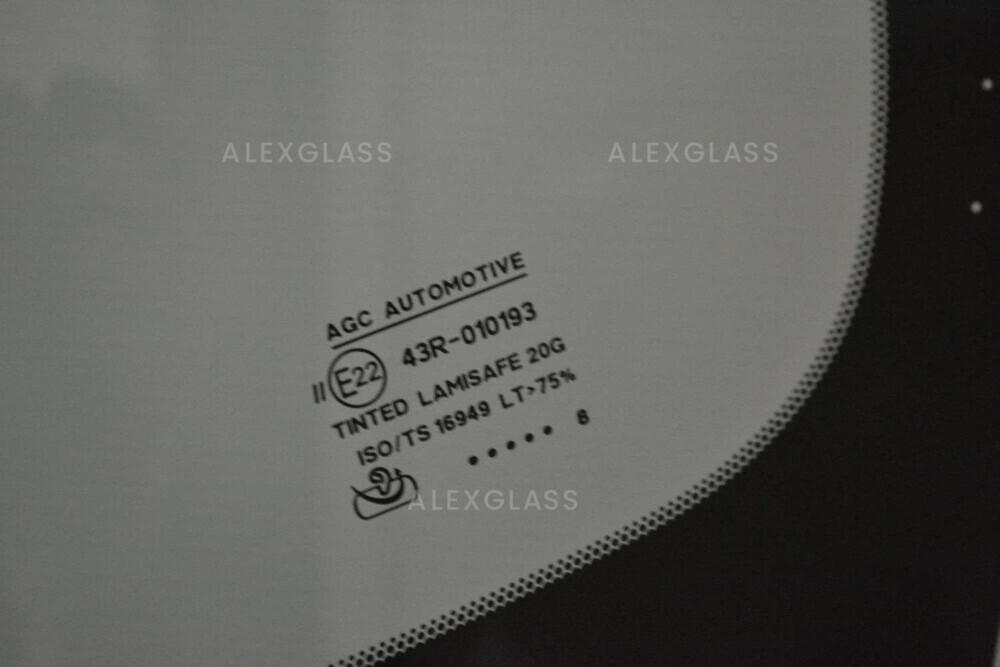 ALEXGLASS ALEXGLASS
AGC AUTOMOTIVE
II E22 43R-010193
TINTED LAMISAFE 20G
ISO/TS 16949 LT>75%
..... 8
ALEXGLASS